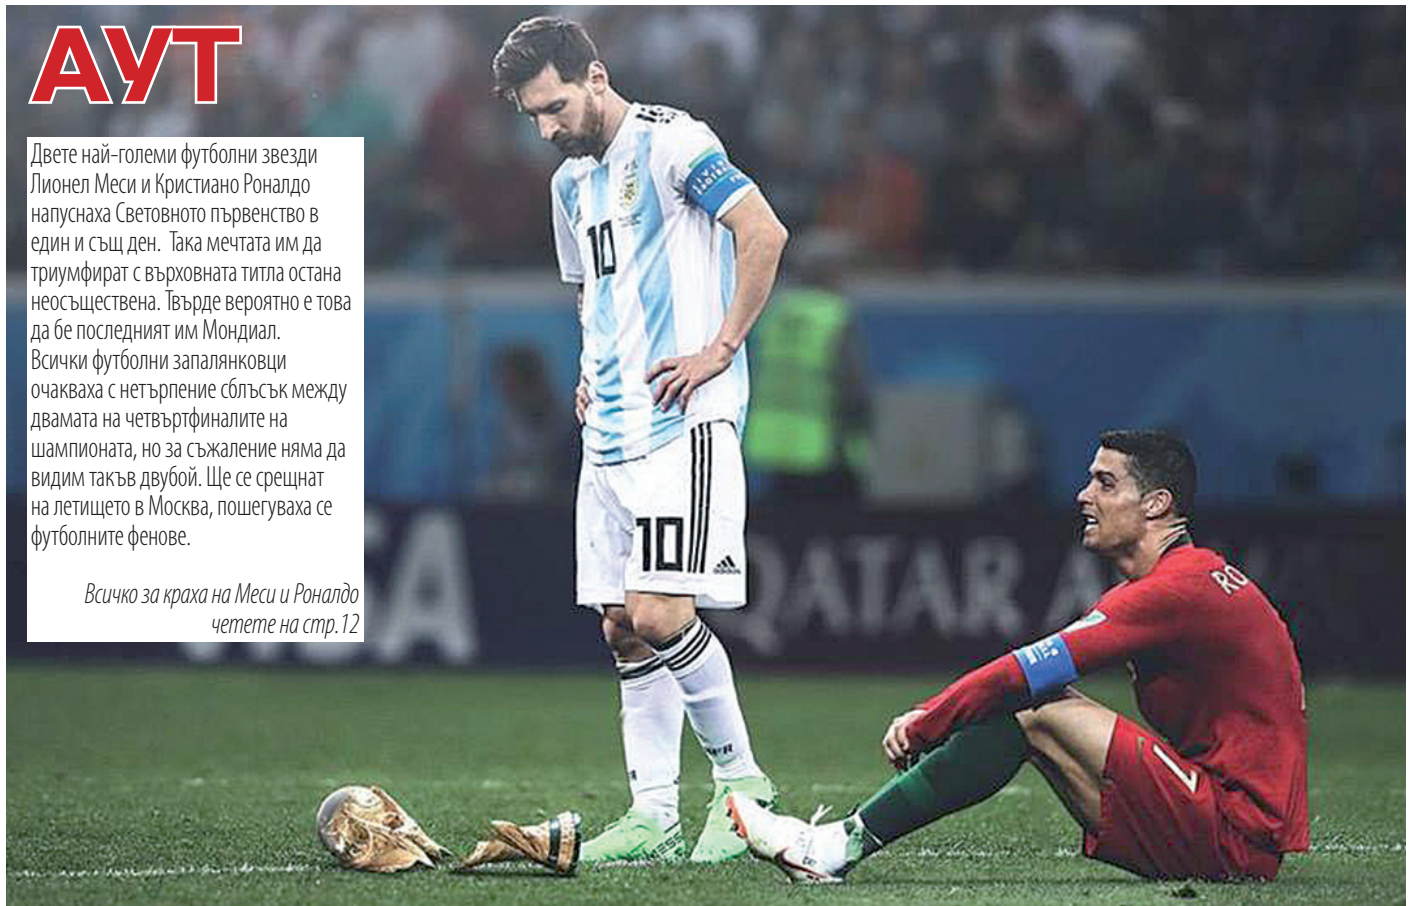 АУТ
Двете най-големи футболни звезди
Лионел Меси и Кристиано Роналдо
напуснаха Световното първенство в
един и същ ден.  Така мечтата им да
триумфират с върховната титла остана
неосъществена. Твърде вероятно е това
да бе последният им Мондиал.
Всички футболни запалянковци
очакваха с нетърпение сблъсък между
двамата на четвъртфиналите на
шампионата, но за съжаление няма да
видим такъв двубой. Ще се срещнат
на летището в Москва, пошегуваха се
футболните фенове.
Всичко за краха на Меси и Роналдо
четете на стр.12
10
10
adidas
QATAR A
RO
7